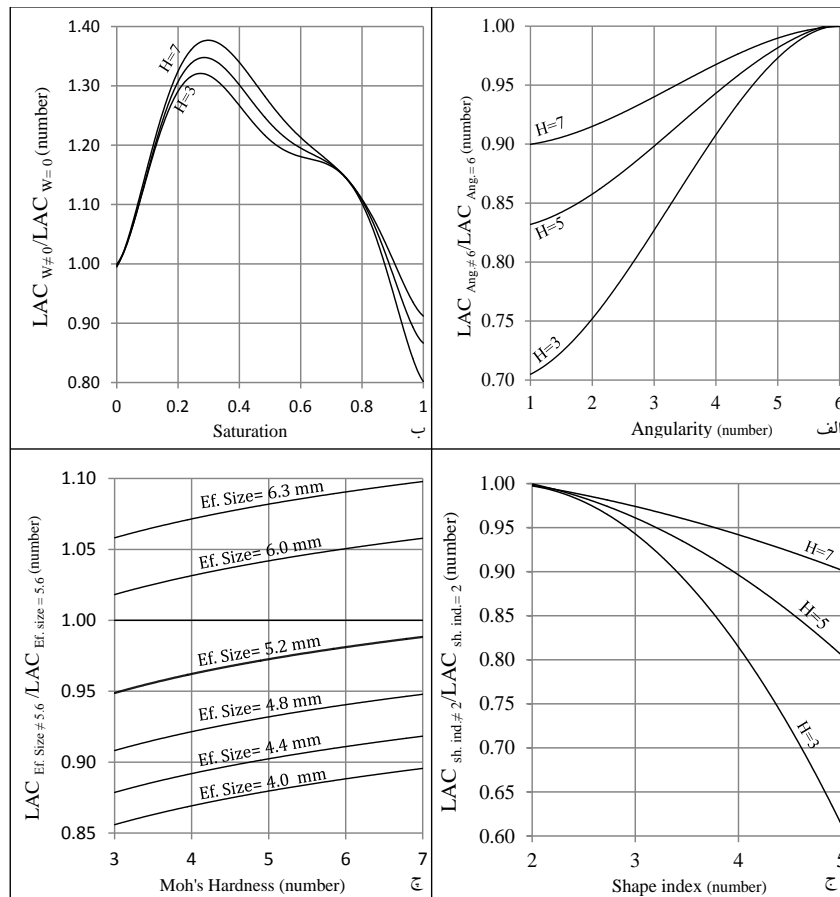 LAC W≠0/LAC W= 0 (number)
1.40
1.30
1.20
1.10
1.00
0.90
0.80
H=7
H=3
0 0.2 0.4 0.6 0.8 1
Saturation
ب
LAC Ang.≠ 6/LAC Ang.= 6 (number)
1.00
0.95
0.90
0.85
0.80
0.75
0.70
H=7
H=5
H=3
1 2 3 4 5 6
Angularity (number)
الف
LAC Ef. Size ≠ 5.6 /LAC Ef. size = 5.6 (number)
1.10
1.05
1.00
0.95
0.90
0.85
Ef. Size= 6.3 mm
Ef. Size= 6.0 mm
Ef. Size= 5.2 mm
Ef. Size= 4.8 mm
Ef. Size= 4.4 mm
Ef. Size= 4.0 mm
3 4 5 6 7
Moh's Hardness (number)
چ
LAC sh. ind.≠ 2/LAC sh. ind.= 2 (number)
1.00
0.95
0.90
0.85
0.80
0.75
0.70
0.65
0.60
H=7
H=5
H=3
2 3 4 5
Shape index (number)
ج